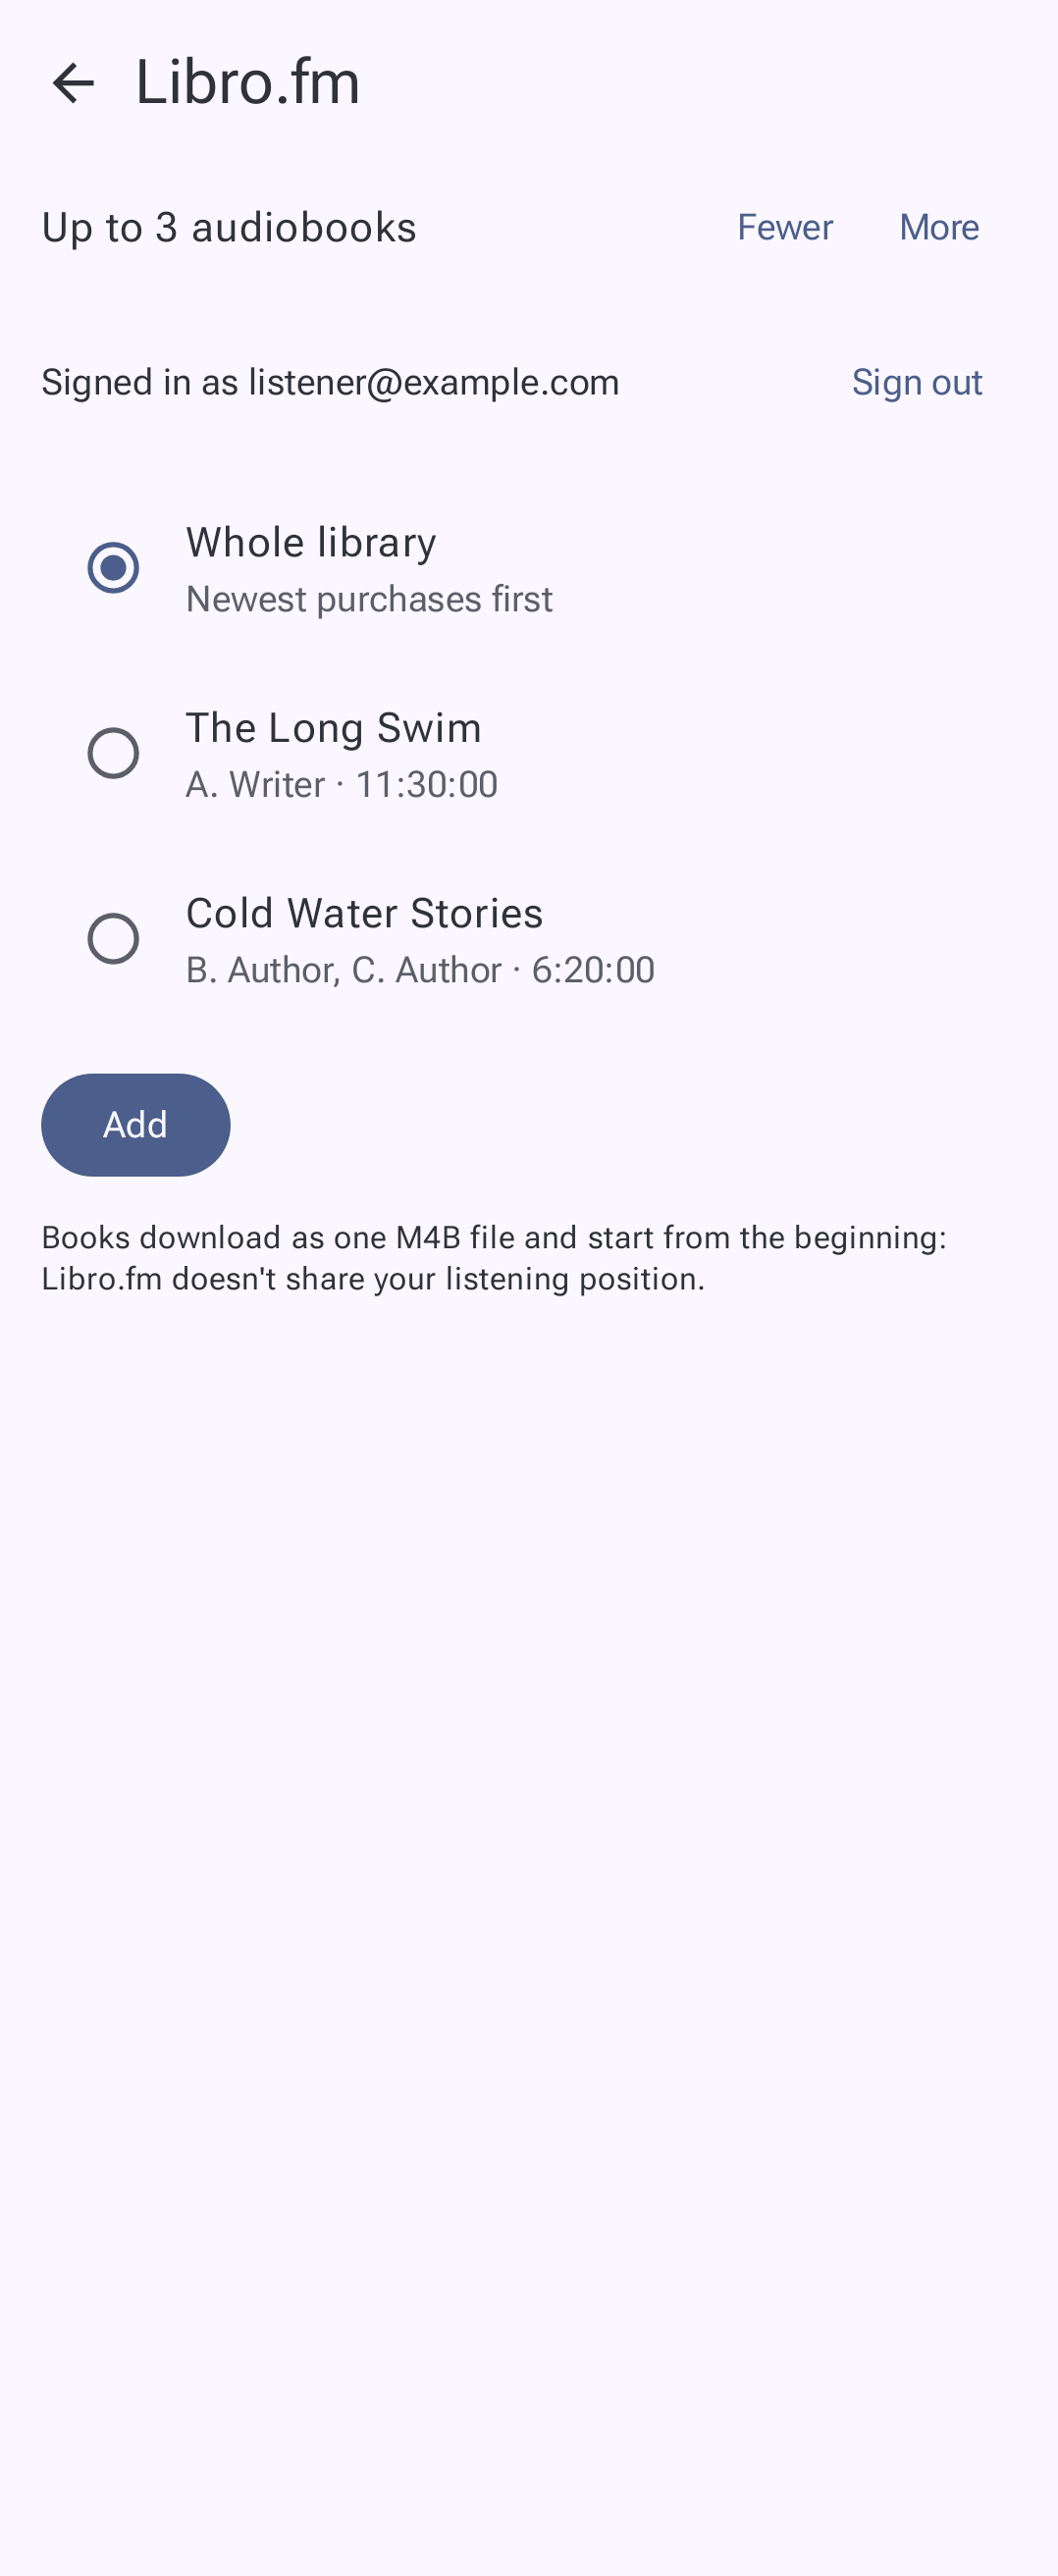 Libro.fm
Up to 3 audiobooks Fewer More
Signed in as listener@example.com Sign out
Whole library
Newest purchases first
The Long Swim
A. Writer · 11:30:00
Cold Water Stories
B. Author, C. Author · 6:20:00
Add
Books download as one M4B file and start from the beginning:
Libro.fm doesn't share your listening position.